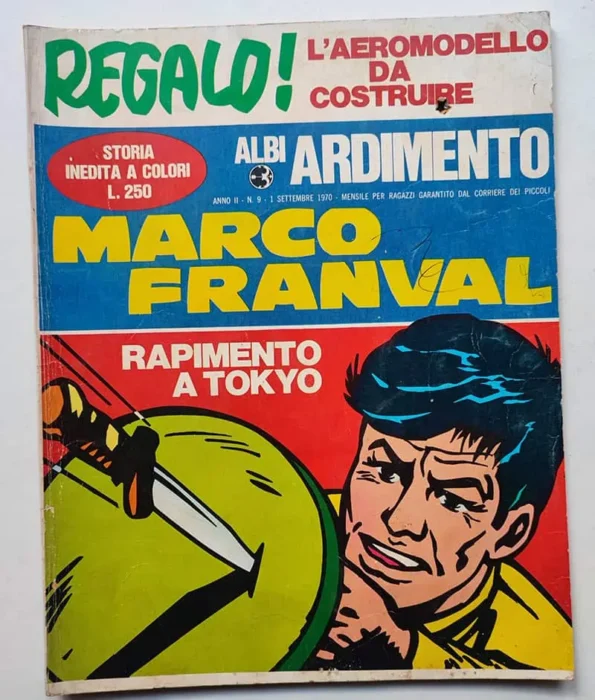 REGALO!
L'AEROMODELLO
DA
COSTRUIRE
STORIA
INEDITA A COLORI
L. 250
ALBI ARDIMENTO
ANNO II - N. 9 - 1 SETTEMBRE 1970 - MENSILE PER RAGAZZI GARANTITO DAL CORRIERE DEI PICCOLI
MARCO
FRANVAL
RAPIMENTO
A TOKYO